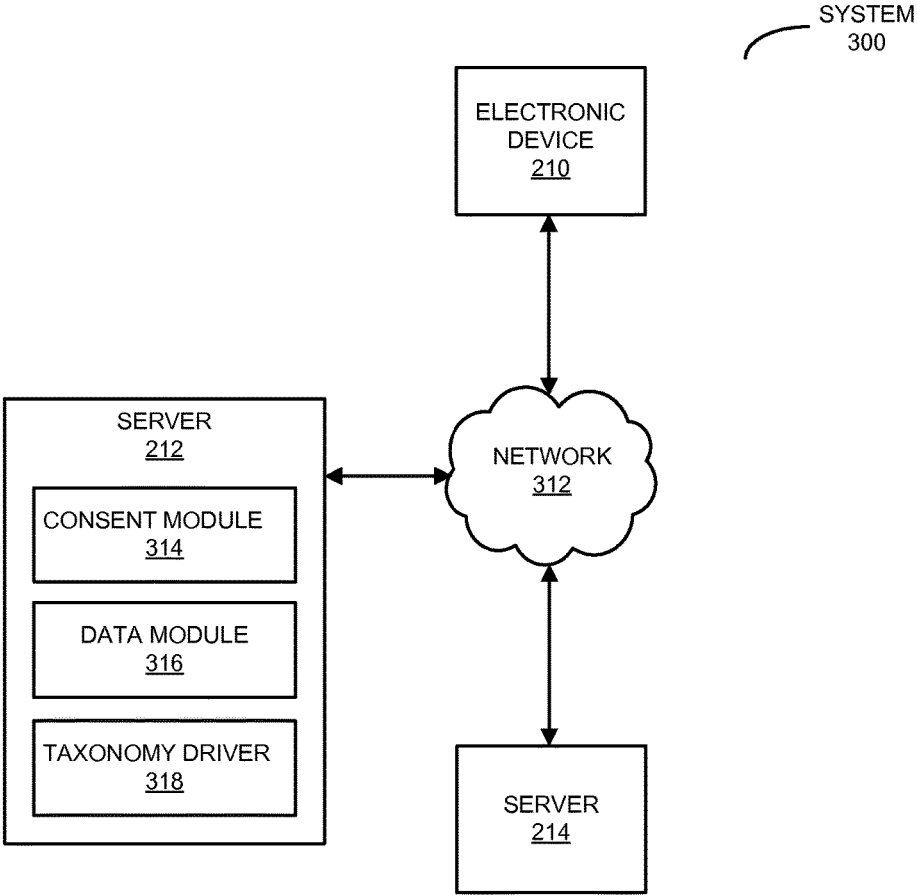 SYSTEM
300
ELECTRONIC
DEVICE
210
SERVER
212
CONSENT MODULE
314
DATA MODULE
316
TAXONOMY DRIVER
318
NETWORK
312
SERVER
214